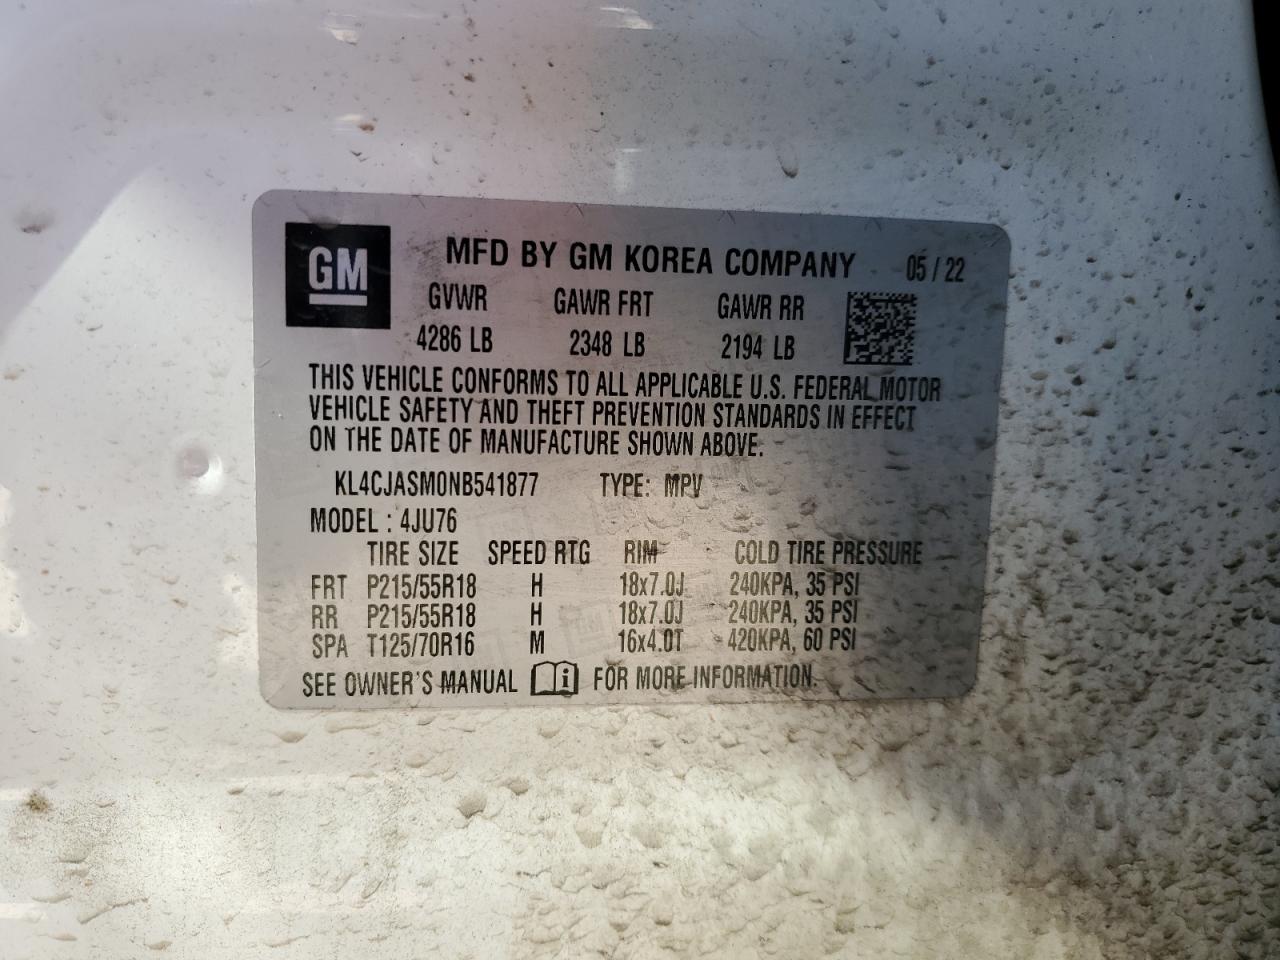 GM MFD BY GM KOREA COMPANY 05 / 22
GVWR GAWR FRT GAWR RR
4286 LB 2348 LB 2194 LB
THIS VEHICLE CONFORMS TO ALL APPLICABLE U.S. FEDERAL MOTOR
VEHICLE SAFETY AND THEFT PREVENTION STANDARDS IN EFFECT
ON THE DATE OF MANUFACTURE SHOWN ABOVE.
KL4CJASM0NB541877 TYPE: MPV
MODEL : 4JU76
TIRE SIZE SPEED RTG RIM COLD TIRE PRESSURE
FRT P215/55R18 H 18x7.0J 240KPA, 35 PSI
RR P215/55R18 H 18x7.0J 240KPA, 35 PSI
SPA T125/70R16 M 16x4.0T 420KPA, 60 PSI
SEE OWNER'S MANUAL i FOR MORE INFORMATION.